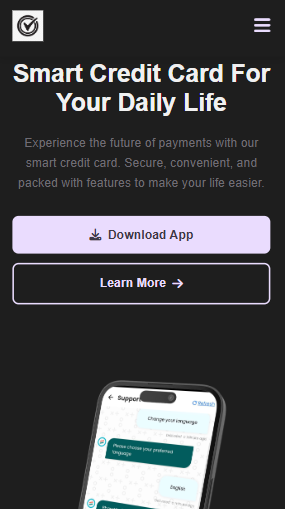 Smart Credit Card For
Your Daily Life
Experience the future of payments with our
smart credit card. Secure, convenient, and
packed with features to make your life easier.
Download App
Learn More
Support
Change your language
Please choose your preferred
language
English